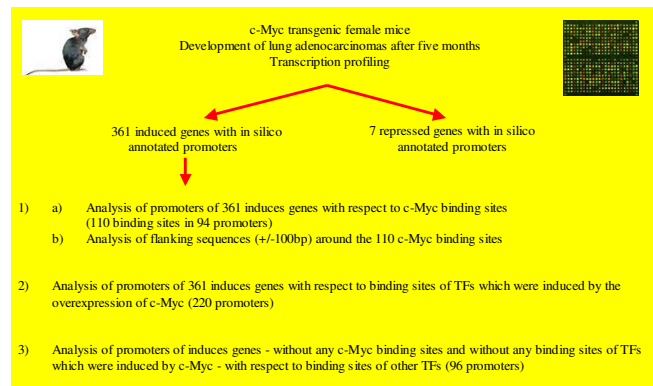 c-Myc transgenic female mice
Development of lung adenocarcinomas after five months
Transcription profiling
361 induced genes with in silico
annotated promoters
7 repressed genes with in silico
annotated promoters
1) a) Analysis of promoters of 361 induces genes with respect to c-Myc binding sites
(110 binding sites in 94 promoters)
b) Analysis of flanking sequences (+/-100bp) around the 110 c-Myc binding sites
2) Analysis of promoters of 361 induces genes with respect to binding sites of TFs which were induced by the
overexpression of c-Myc (220 promoters)
3) Analysis of promoters of induces genes - without any c-Myc binding sites and without any binding sites of TFs
which were induced by c-Myc - with respect to binding sites of other TFs (96 promoters)